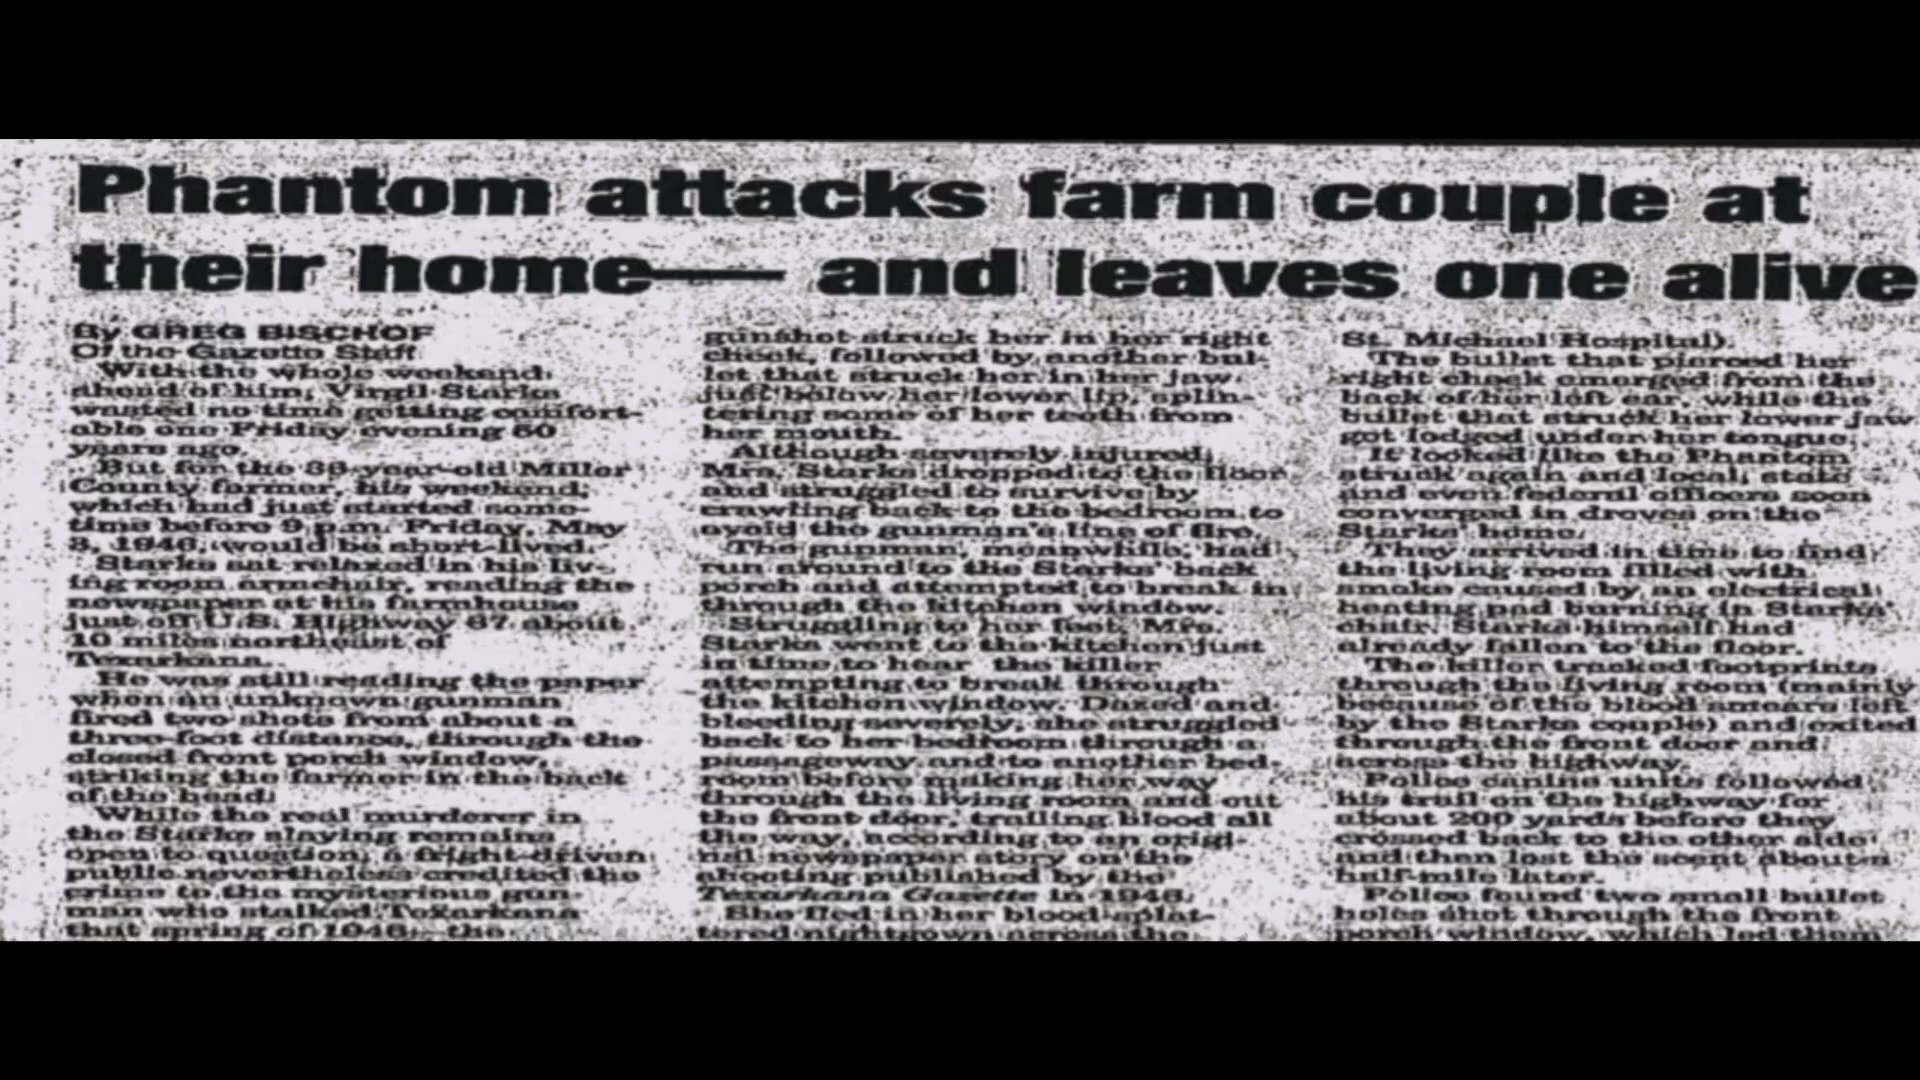 Phantom attacks farm couple at
their home— and leaves one alive
By GREG BISCHOF
Of the Gazette Staff
With the whole weekend
ahead of him, Virgil Starks
wasted no time getting comfort-
able one Friday evening 50
years ago.
But for the 36-year-old Miller
County farmer, his weekend,
which had just started some-
time before 9 p.m. Friday, May
3, 1946, would be short-lived.
Starks sat relaxed in his liv-
ing room armchair, reading the
newspaper at his farmhouse
just off U.S. Highway 67 about
10 miles northeast of
Texarkana.
He was still reading the paper
when an unknown gunman
fired two shots from about a
three-foot distance, through the
closed front porch window,
striking the farmer in the back
of the head.
While the real murderer in
the Starks slaying remains
open to question, a fright-driven
public nevertheless credited the
crime to the mysterious gun-
man who stalked Texarkana
that spring of 1946, the
gunshot struck her in her right
cheek, followed by another bul-
let that struck her in her jaw
just below her lower lip, splin-
tering some of her teeth from
her mouth.
Although severely injured,
Mrs. Starks dropped to the floor
and struggled to survive by
crawling back to the bedroom to
avoid the gunman's line of fire.
The gunman, meanwhile, had
run around to the Starks' back
porch and attempted to break in
through the kitchen window.
Struggling to her feet, Mrs.
Starks went to the kitchen just
in time to hear the killer
attempting to break through
the kitchen window. Dazed and
bleeding severely, she struggled
back to her bedroom through a
passageway and to another bed-
room before making her way
through the living room and out
the front door, trailing blood all
the way, according to an origi-
nal newspaper story on the
shooting published by the
Texarkana Gazette in 1946.
She fled in her blood-splat-
tered nightgown across the
St. Michael Hospital).
The bullet that pierced her
right cheek emerged from the
back of her left ear, while the
bullet that struck her lower jaw
got lodged under her tongue.
It looked like the Phantom
struck again and local, state
and even federal officers soon
converged in droves on the
Starks home.
They arrived in time to find
the living room filled with
smoke caused by an electrical
heating pad burning in Starks'
chair. Starks himself had
already fallen to the floor.
The killer tracked footprints
through the living room (mainly
because of the blood smears left
by the Starks couple) and exited
through the front door and
across the highway.
Police canine units followed
his trail on the highway for
about 200 yards before they
crossed back to the other side
and then lost the scent about a
half-mile later.
Police found two small bullet
holes shot through the front
porch window, which led them